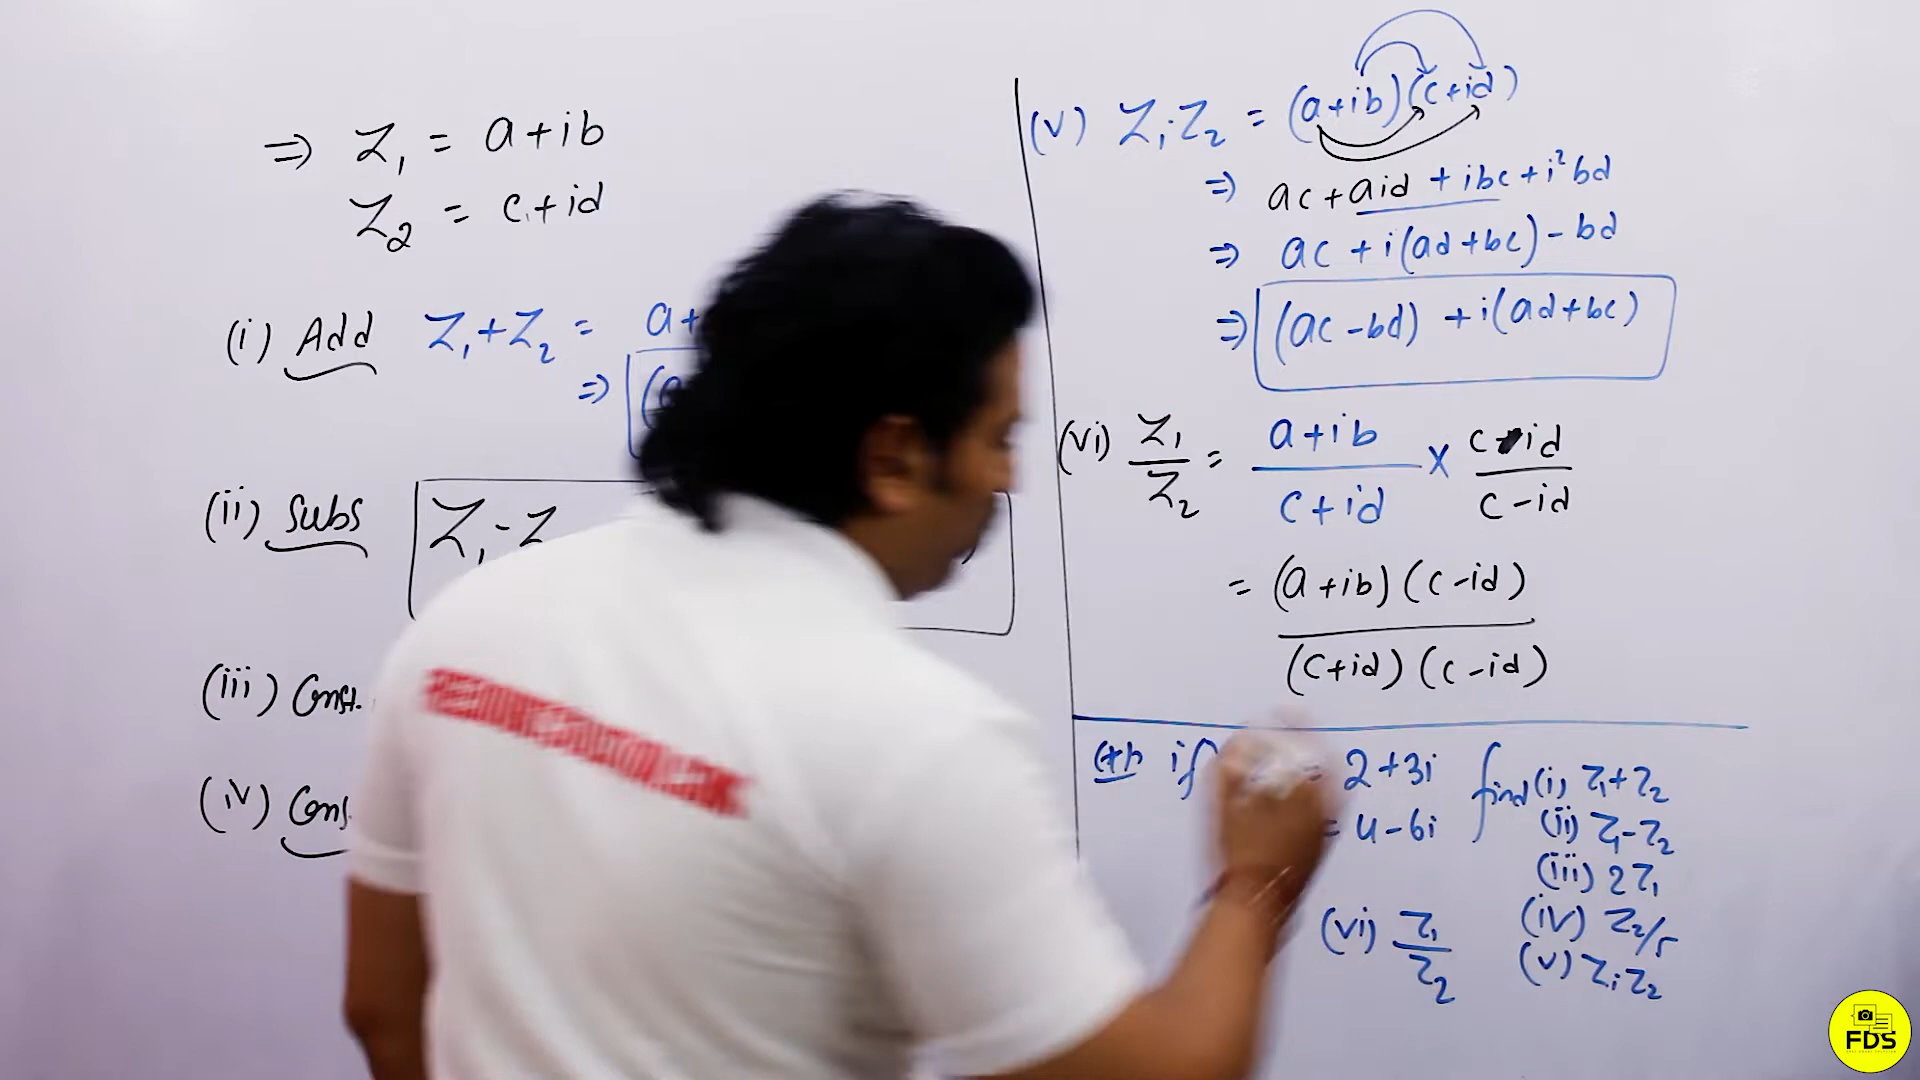 ⇒ Z₁ = a+ib
Z₂ = c+id
(i) Add Z₁+Z₂ = a+
⇒ (a
(ii) Subs Z₁-Z
(iii) Const.
(iv) Cons
(v) Z₁.Z₂ = (a+ib)(c+id)
⇒ ac+aid+ibc+i²bd
⇒ ac+i(ad+bc)-bd
⇒ (ac-bd)+i(ad+bc)
(vi) Z₁/Z₂ = a+ib/c+id x c-id/c-id
= (a+ib)(c-id)
(c+id)(c-id)
if = 2+3i find (i) Z₁+Z₂
= 4-6i (ii) Z₁-Z₂
(iii) 2Z₁
(iv) Z₂/5
(v) Z₁Z₂
(vi) Z₁/Z₂
FDS